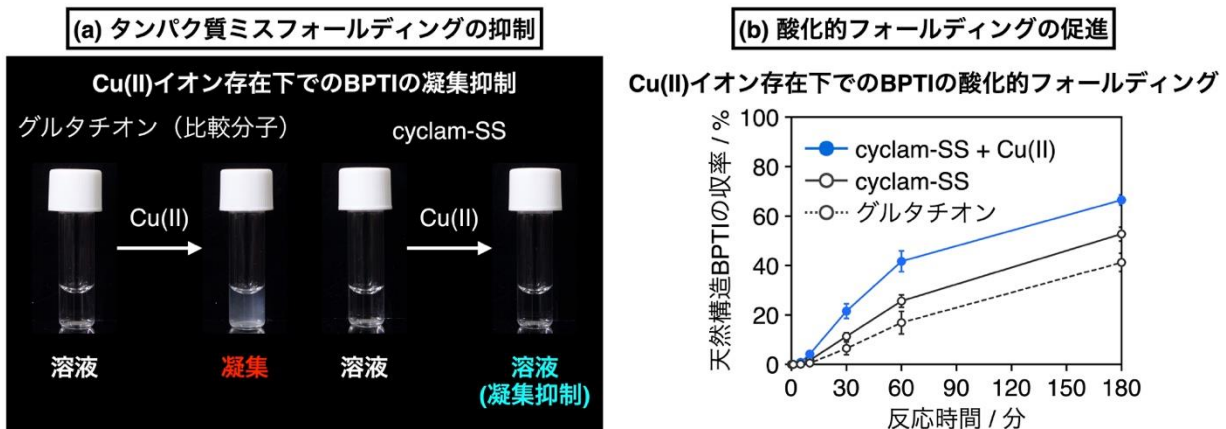 (a) タンパク質ミスフォールディングの抑制
Cu(II)イオン存在下でのBPTIの凝集抑制
グルタチオン（比較分子）
cyclam-SS
Cu(II)
Cu(II)
溶液
凝集
溶液
溶液
(凝集抑制)
(b) 酸化的フォールディングの促進
Cu(II)イオン存在下でのBPTIの酸化的フォールディング
天然構造BPTIの収率 / %
100
80
60
40
20
0
cyclam-SS + Cu(II)
cyclam-SS
グルタチオン
0 30 60 90 120 150 180
反応時間 / 分